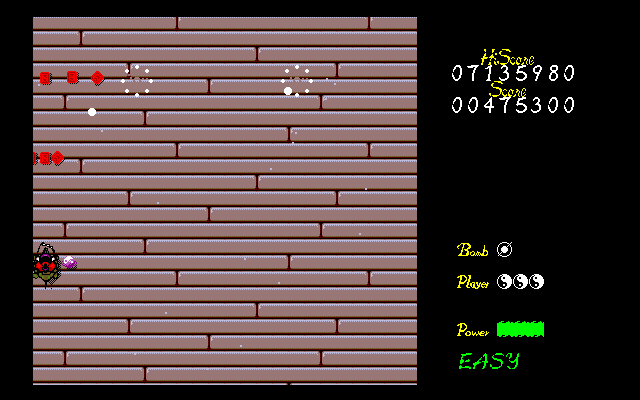 HiScore
07135980
Score
00475300
Bomb
Player
Power
EASY